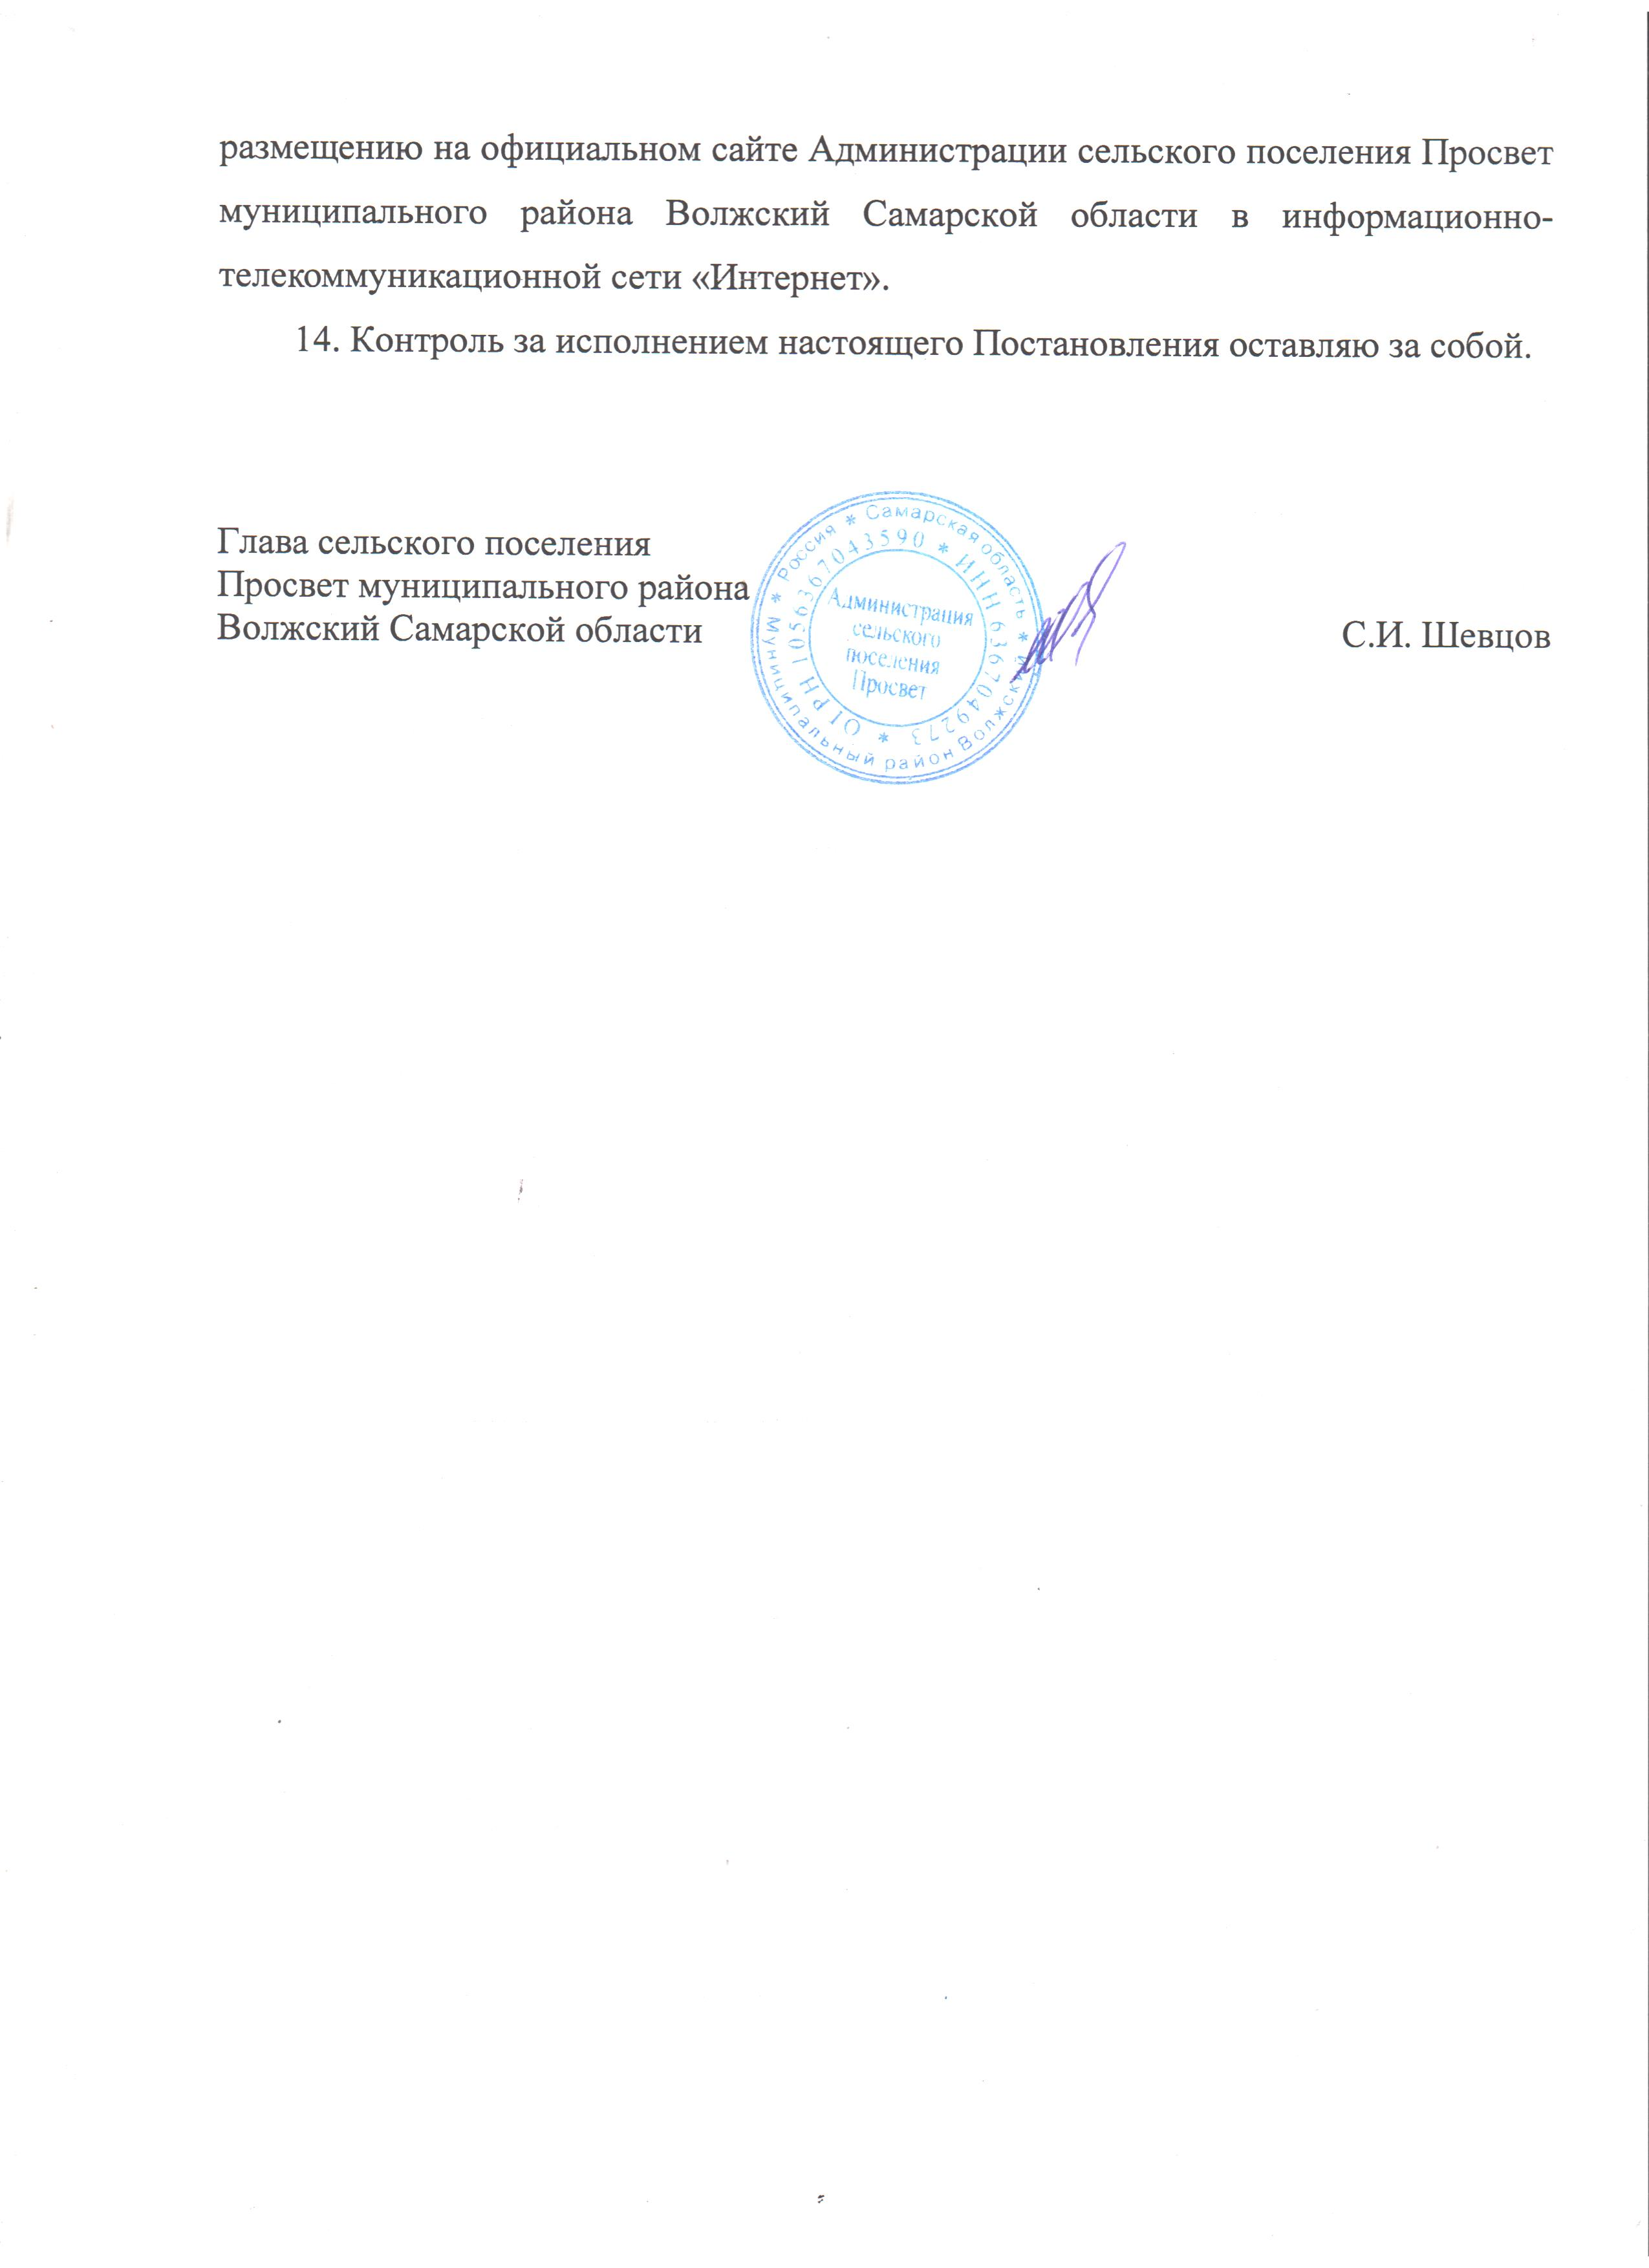 размещению на официальном сайте Администрации сельского поселения Просвет
муниципального района Волжский Самарской области в информационно-
телекоммуникационной сети «Интернет».
14. Контроль за исполнением настоящего Постановления оставляю за собой.
Глава сельского поселения
Просвет муниципального района
Волжский Самарской области
С.И. Шевцов
* Россия * Самарская область * Муниципальный район Волжский
ОГРН 1056367043590 * ИНН 6367049273 *
Администрация
сельского
поселения
Просвет